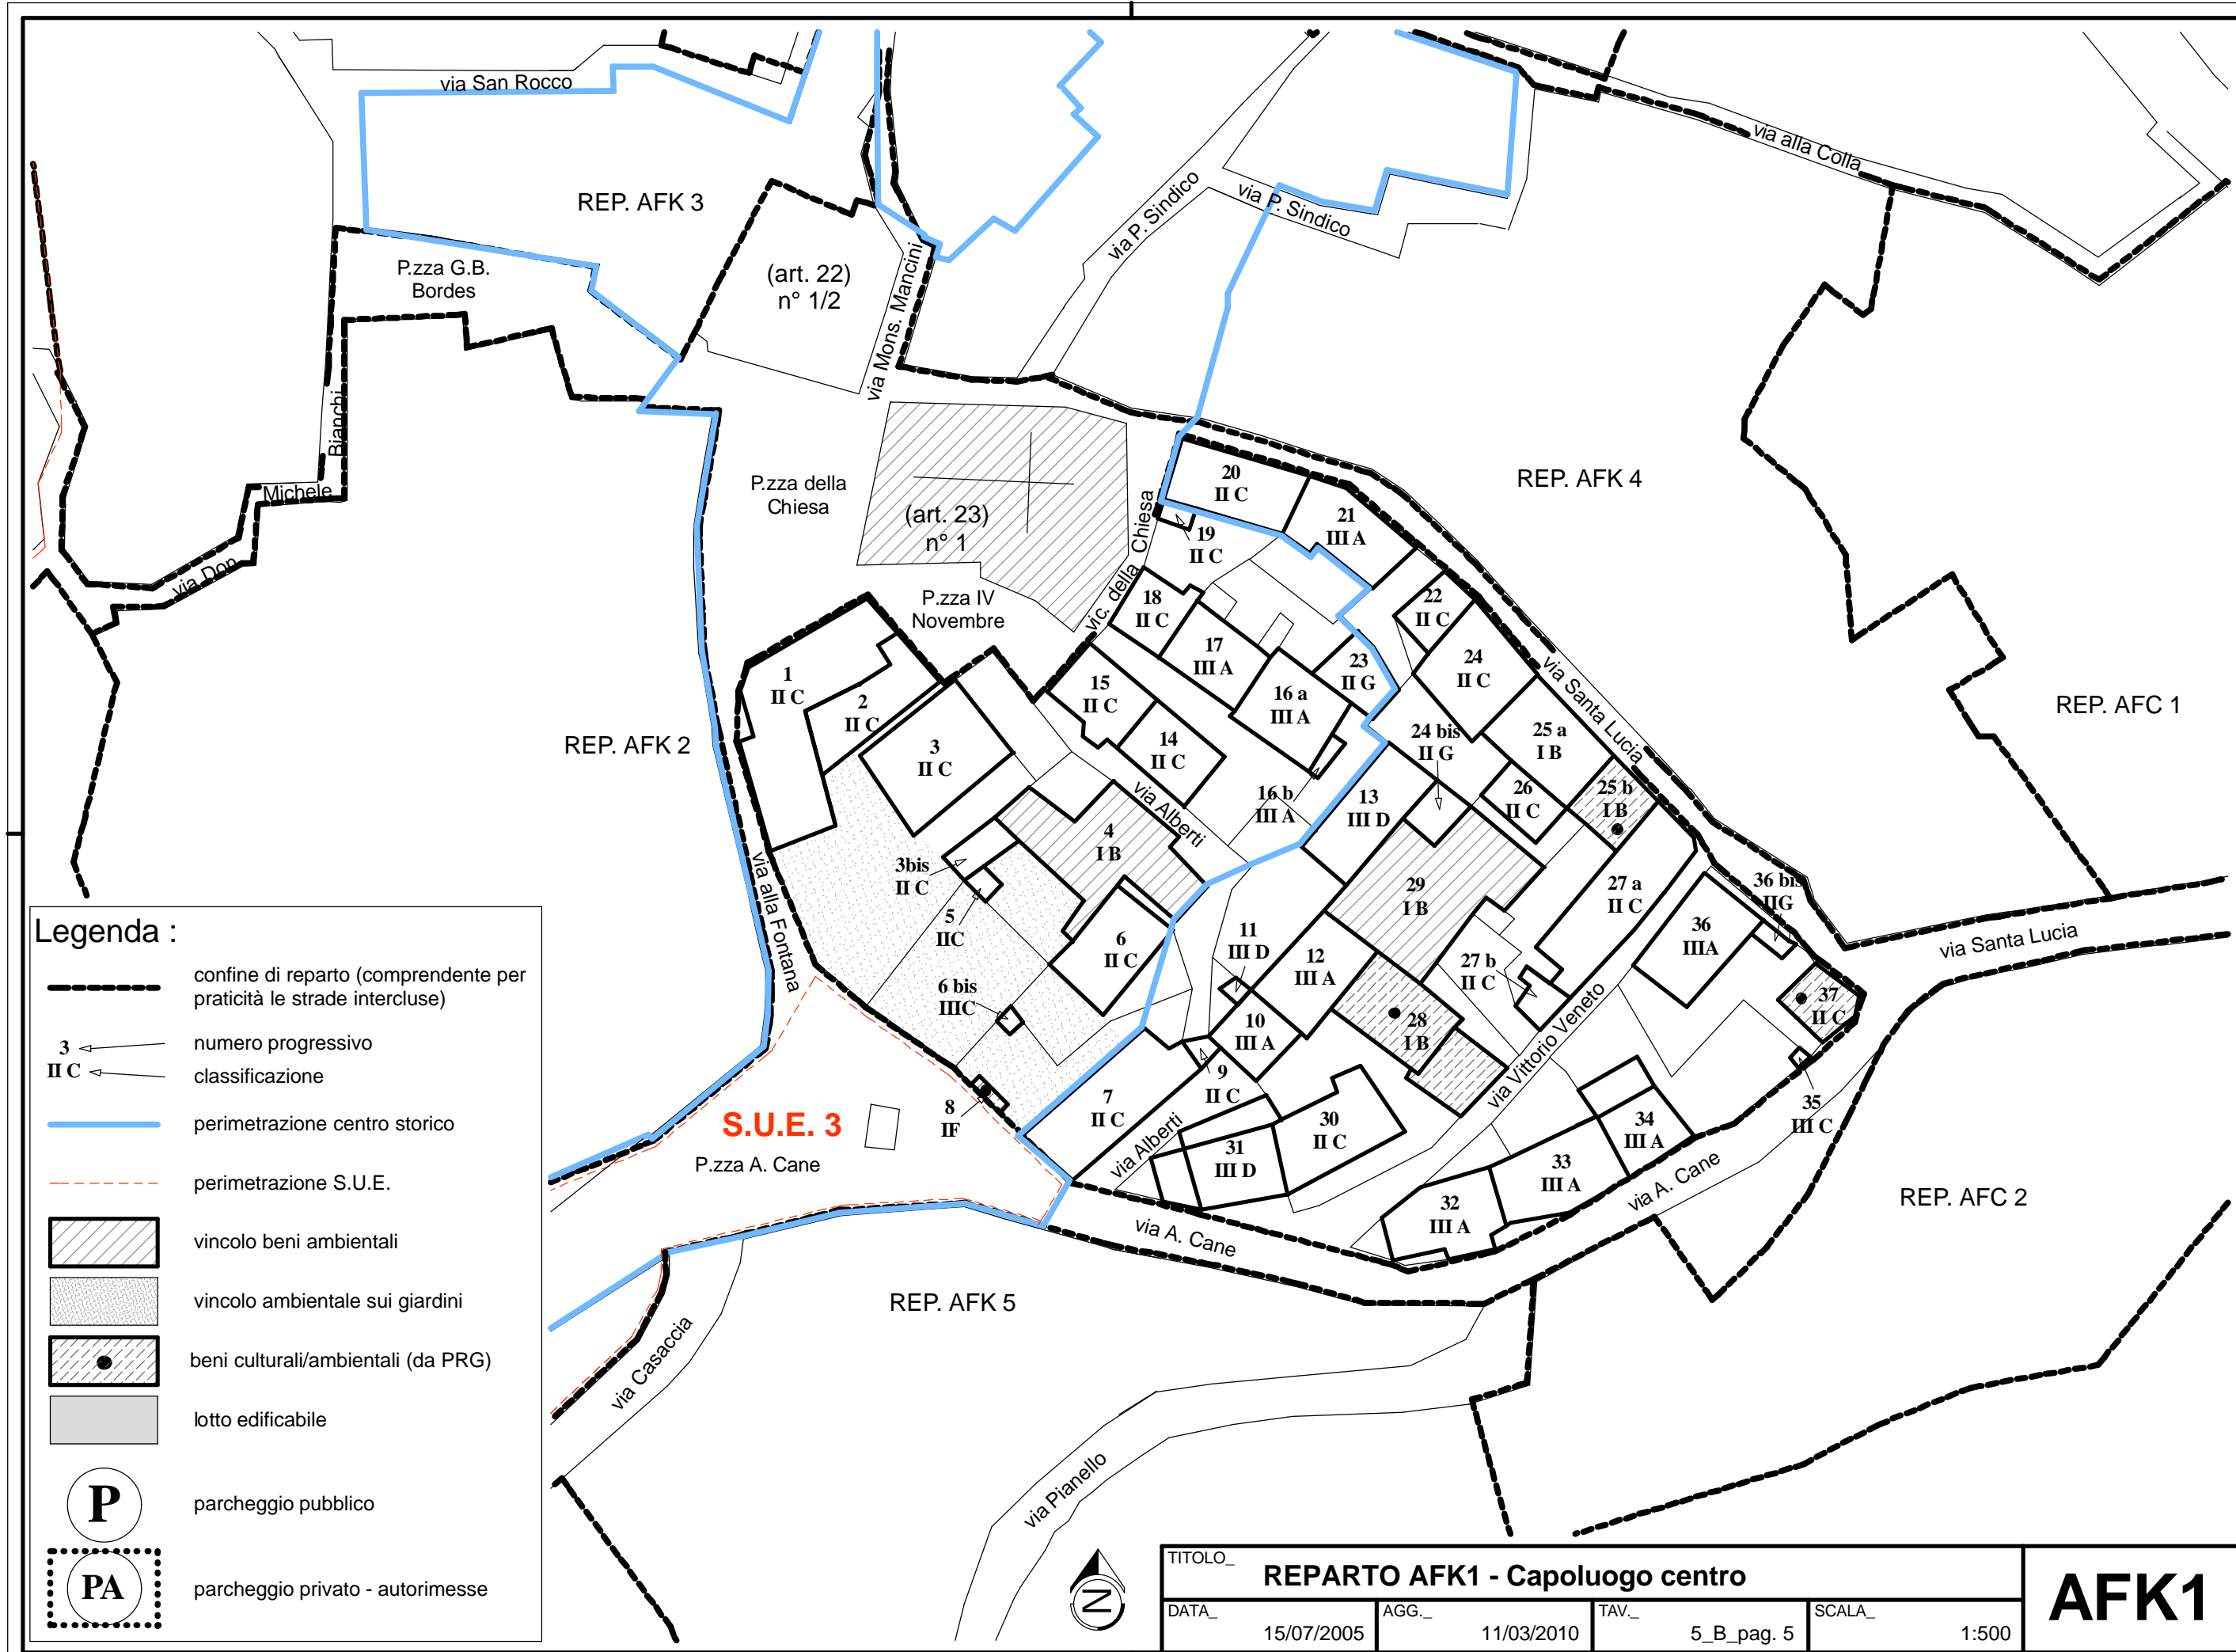 via San Rocco
via alla Colla
REP. AFK 3
via P. Sindico
via P. Sindico
P.zza G.B.
Bordes
(art. 22)
n° 1/2
via Mons. Mancini
Bianchi
Michele
via Don
P.zza della
Chiesa
(art. 23)
n° 1
vic. della Chiesa
REP. AFK 4
20
II C
21
III A
19
II C
P.zza IV
Novembre
18
II C
22
II C
17
III A
23
II G
24
II C
via Santa Lucia
1
II C
2
II C
15
II C
16 a
III A
REP. AFC 1
REP. AFK 2
3
II C
14
II C
24 bis
II G
25 a
I B
via Alberti
16 b
III A
13
III D
26
II C
25 b
I B
4
I B
3bis
II C
via alla Fontana
29
I B
27 a
II C
36 bis
IIG
5
IIC
6
II C
11
III D
12
III A
36
IIIA
via Santa Lucia
27 b
II C
6 bis
IIIC
37
II C
10
III A
28
I B
via Vittorio Veneto
9
II C
7
II C
8
IF
35
III C
S.U.E. 3
P.zza A. Cane
via Alberti
30
II C
34
III A
31
III D
33
III A
32
III A
via A. Cane
via A. Cane
REP. AFC 2
REP. AFK 5
via Casaccia
via Pianello
Legenda :
confine di reparto (comprendente per
praticità le strade intercluse)
3
numero progressivo
II C
classificazione
perimetrazione centro storico
perimetrazione S.U.E.
vincolo beni ambientali
vincolo ambientale sui giardini
beni culturali/ambientali (da PRG)
lotto edificabile
P
parcheggio pubblico
PA
parcheggio privato - autorimesse
N
TITOLO_
REPARTO AFK1 - Capoluogo centro
AFK1
DATA_
15/07/2005
AGG._
11/03/2010
TAV._
5_B_pag. 5
SCALA_
1:500